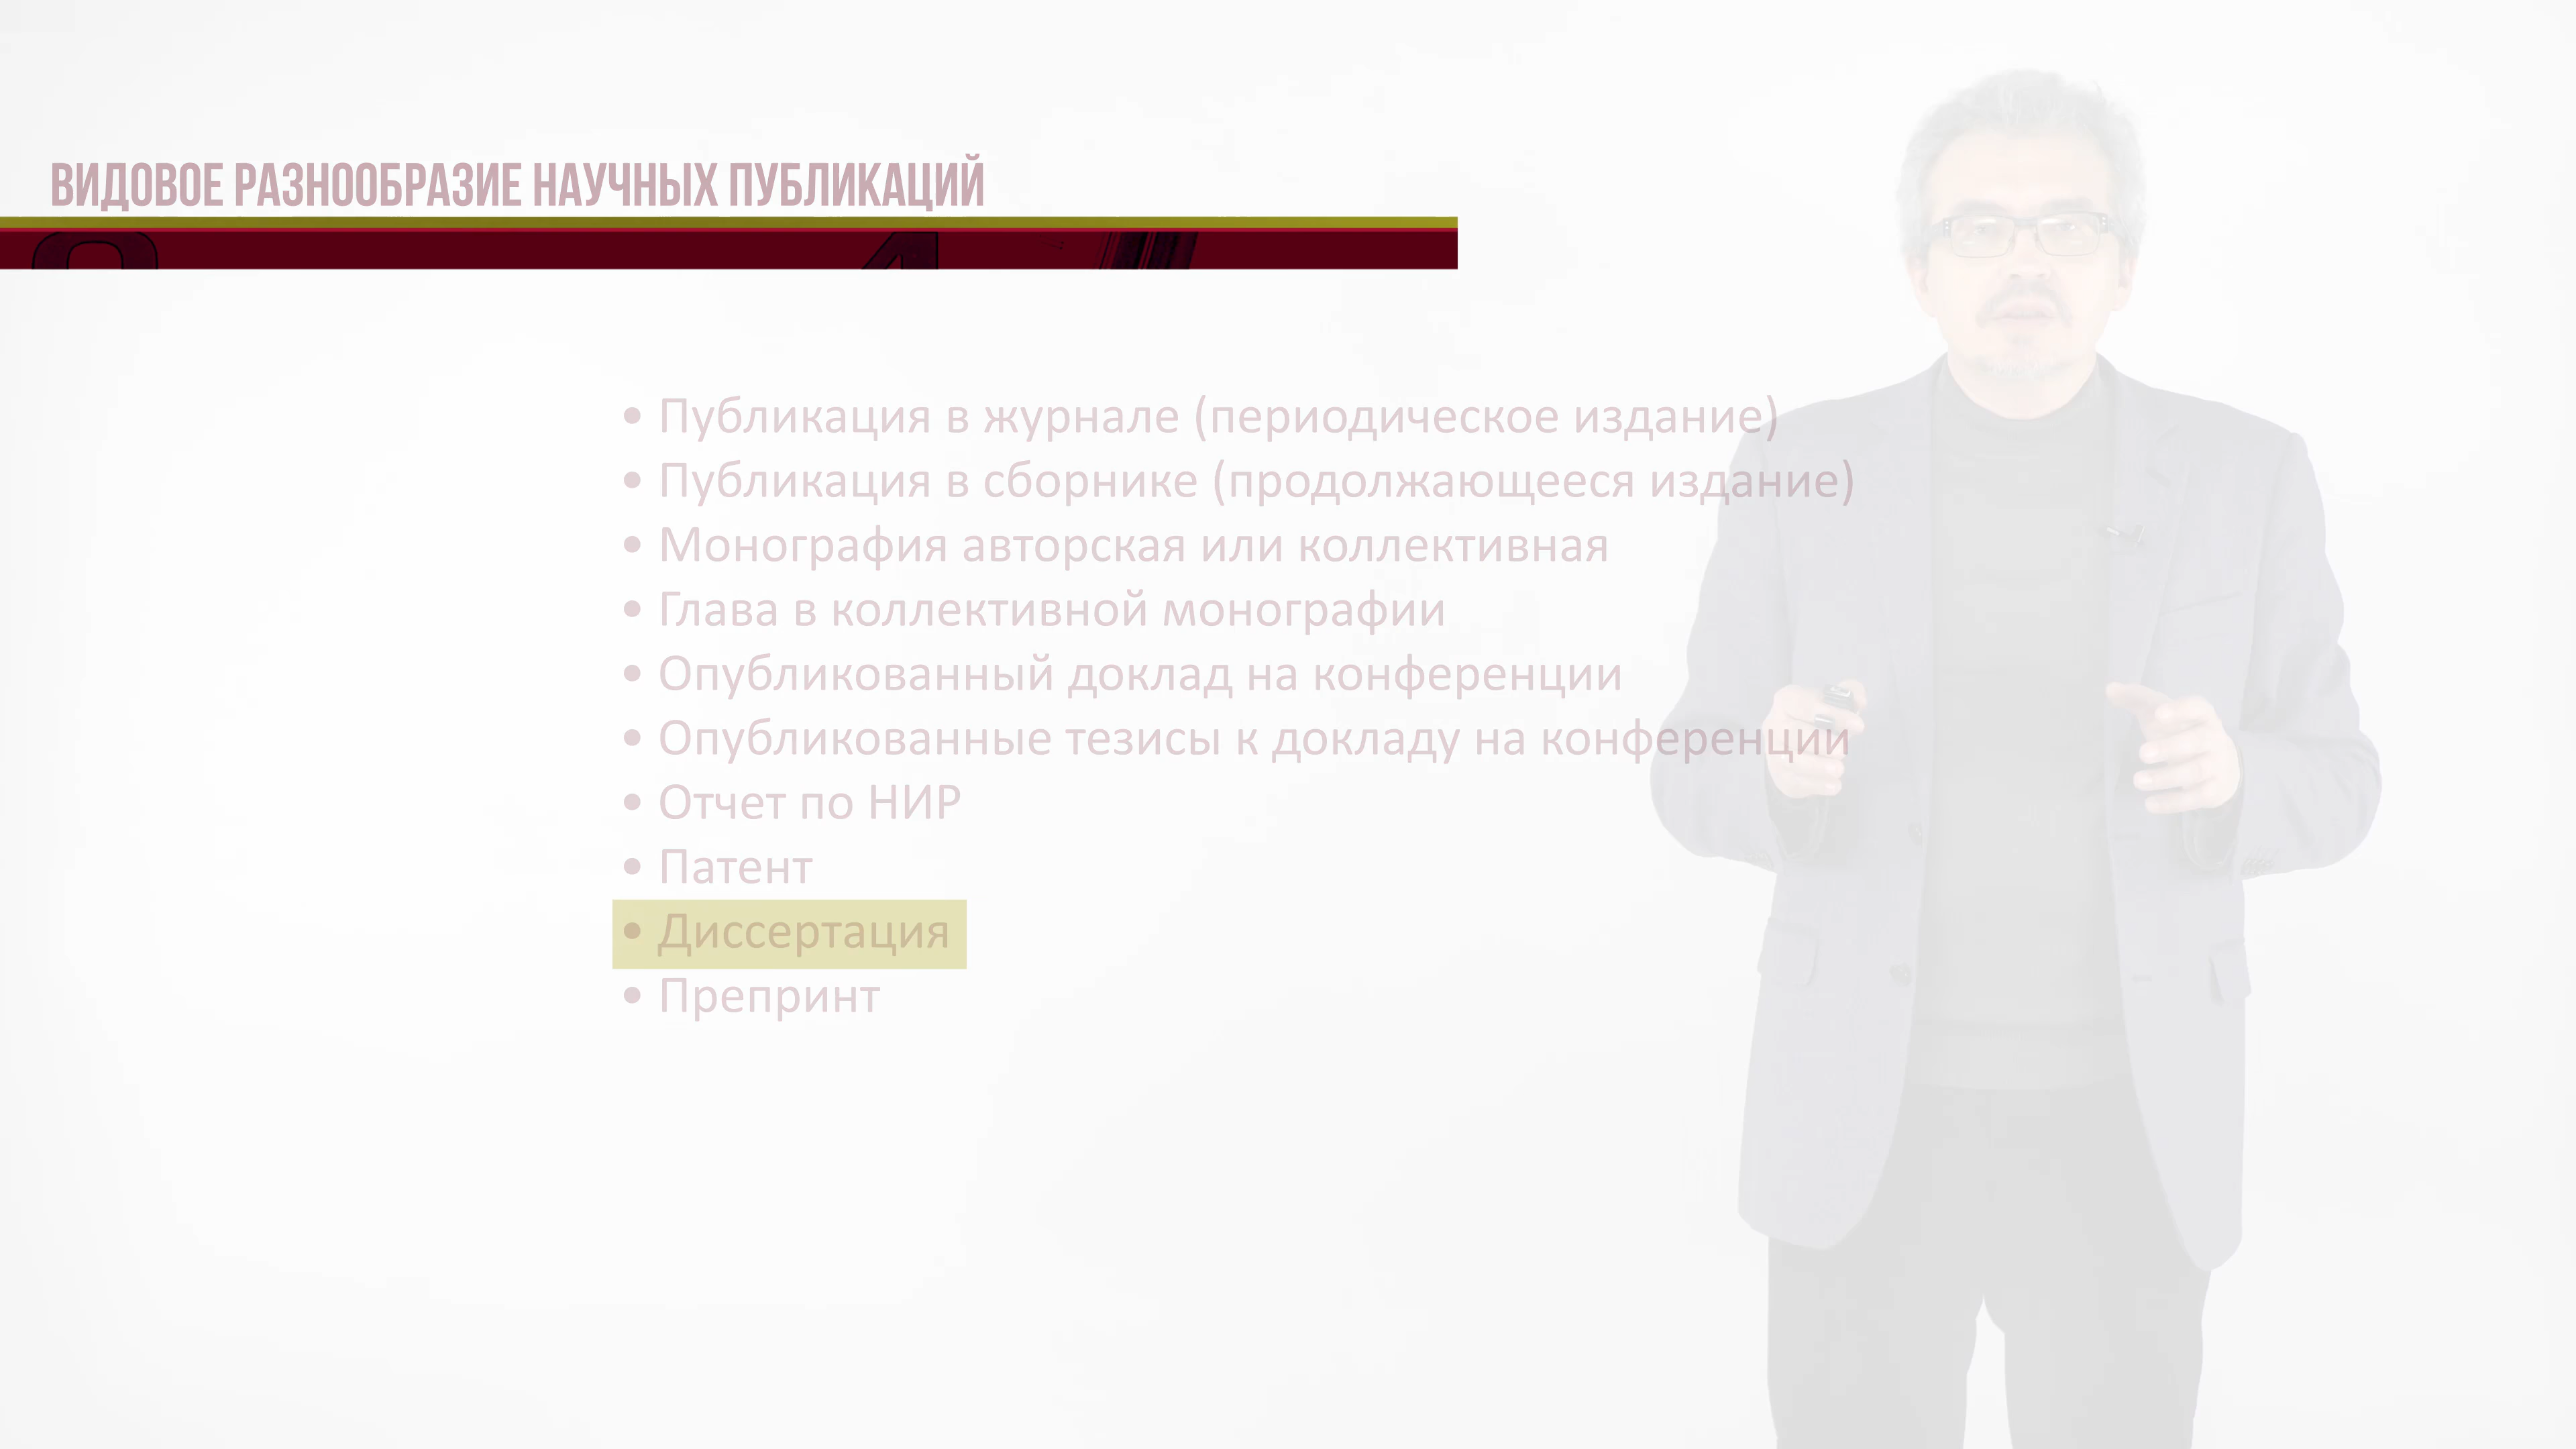 ВИДОВОЕ РАЗНООБРАЗИЕ НАУЧНЫХ ПУБЛИКАЦИЙ
• Публикация в журнале (периодическое издание)
• Публикация в сборнике (продолжающееся издание)
• Монография авторская или коллективная
• Глава в коллективной монографии
• Опубликованный доклад на конференции
• Опубликованные тезисы к докладу на конференции
• Отчет по НИР
• Патент
• Диссертация
• Препринт